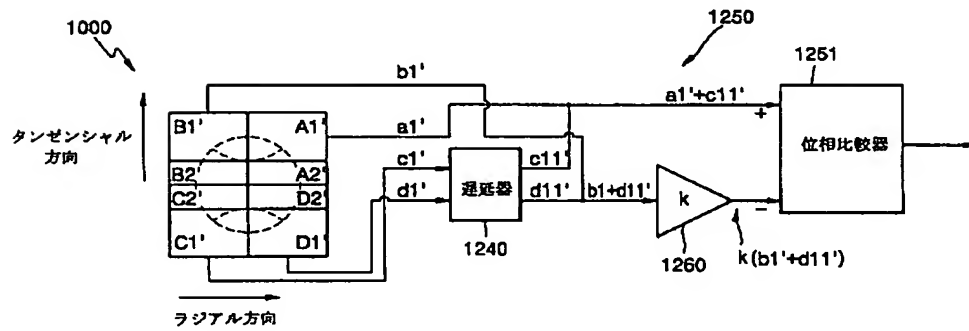 1000
1250
1251
b1'
B1'
A1'
a1'
a1'+c11'
+
タンゼンシャル
方向
位相比較器
B2'
A2'
c1'
c11'
C2'
D2'
d1'
遅延器
d11'
b1+d11'
k
-
C1'
D1'
1240
1260
k(b1'+d11')
ラジアル方向